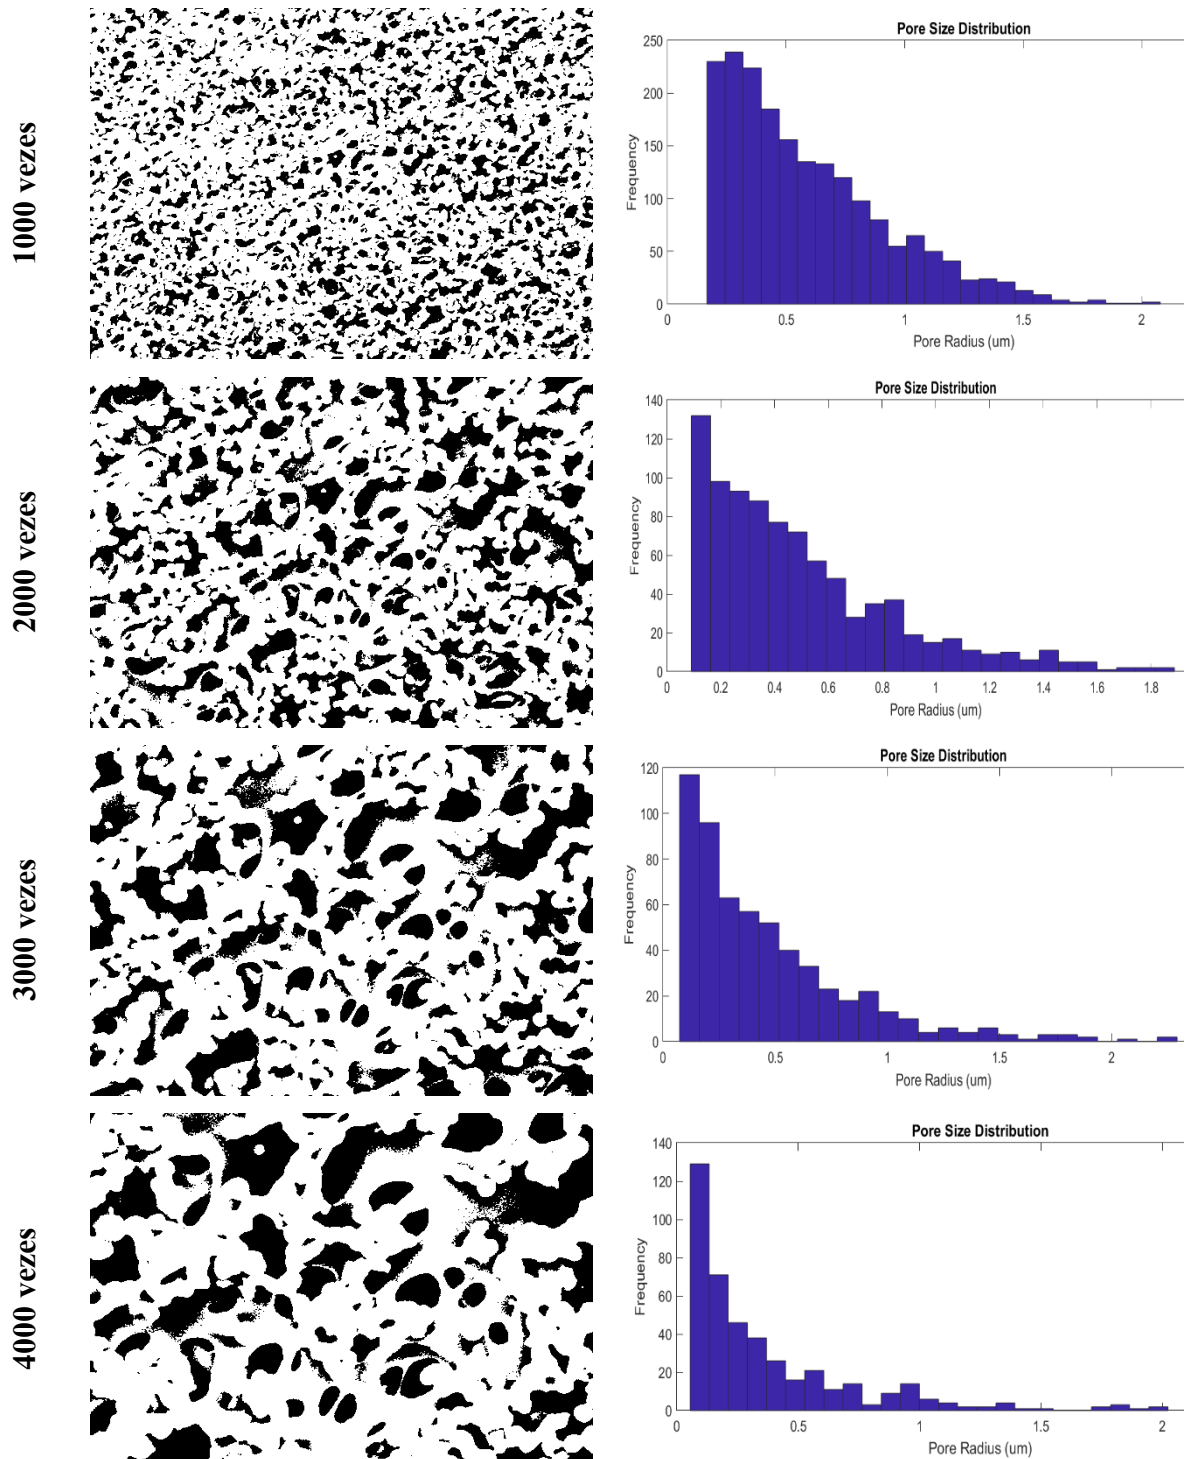 1000 vezes
Pore Size Distribution
250
200
150
100
50
0
Frequency
0 0.5 1 1.5 2
Pore Radius (um)
2000 vezes
Pore Size Distribution
140
120
100
80
60
40
20
0
Frequency
0 0.2 0.4 0.6 0.8 1 1.2 1.4 1.6 1.8
Pore Radius (um)
3000 vezes
Pore Size Distribution
120
100
80
60
40
20
0
Frequency
0 0.5 1 1.5 2
Pore Radius (um)
4000 vezes
Pore Size Distribution
140
120
100
80
60
40
20
0
Frequency
0 0.5 1 1.5 2
Pore Radius (um)